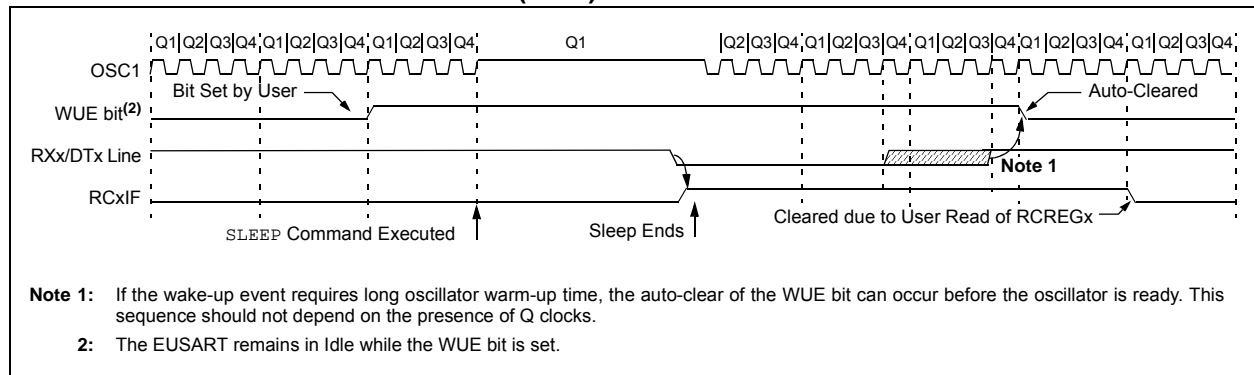 Q1 Q2 Q3 Q4 Q1 Q2 Q3 Q4 Q1 Q2 Q3 Q4 Q1 Q2 Q3 Q4 Q1 Q2 Q3 Q4 Q1 Q2 Q3 Q4 Q1 Q2 Q3 Q4 Q1 Q2 Q3 Q4
OSC1
Bit Set by User
Auto-Cleared
WUE bit(2)
RXx/DTx Line
Note 1
RCxIF
Cleared due to User Read of RCREGx
SLEEP Command Executed
Sleep Ends
Note 1: If the wake-up event requires long oscillator warm-up time, the auto-clear of the WUE bit can occur before the oscillator is ready. This
sequence should not depend on the presence of Q clocks.
2: The EUSART remains in Idle while the WUE bit is set.